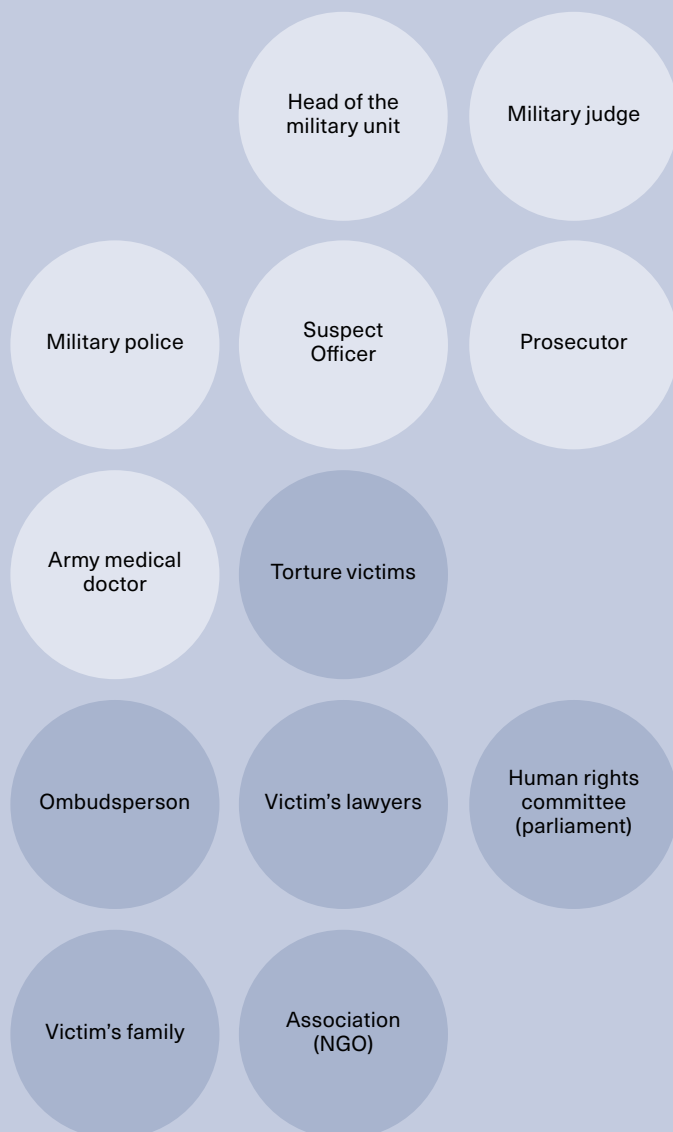 Head of the
military unit
Military judge
Military police
Suspect
Officer
Prosecutor
Army medical
doctor
Torture victims
Ombudsperson
Victim's lawyers
Human rights
committee
(parliament)
Victim's family
Association
(NGO)